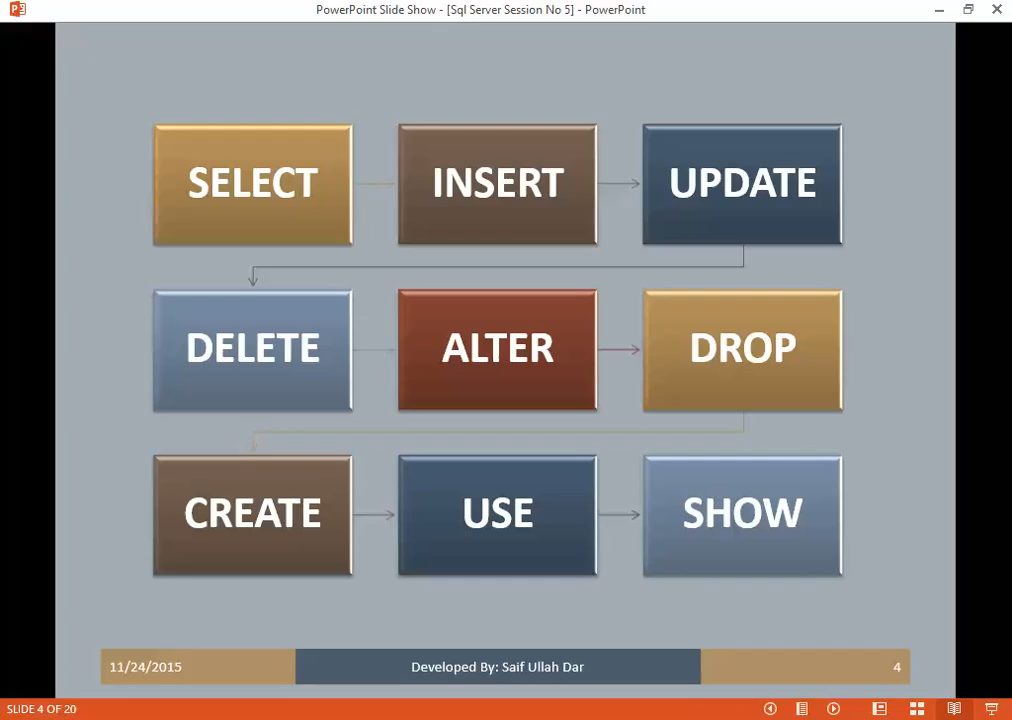 PowerPoint Slide Show - [Sql Server Session No 5] - PowerPoint
SELECT
INSERT
UPDATE
DELETE
ALTER
DROP
CREATE
USE
SHOW
11/24/2015
Developed By: Saif Ullah Dar
4
SLIDE 4 OF 20